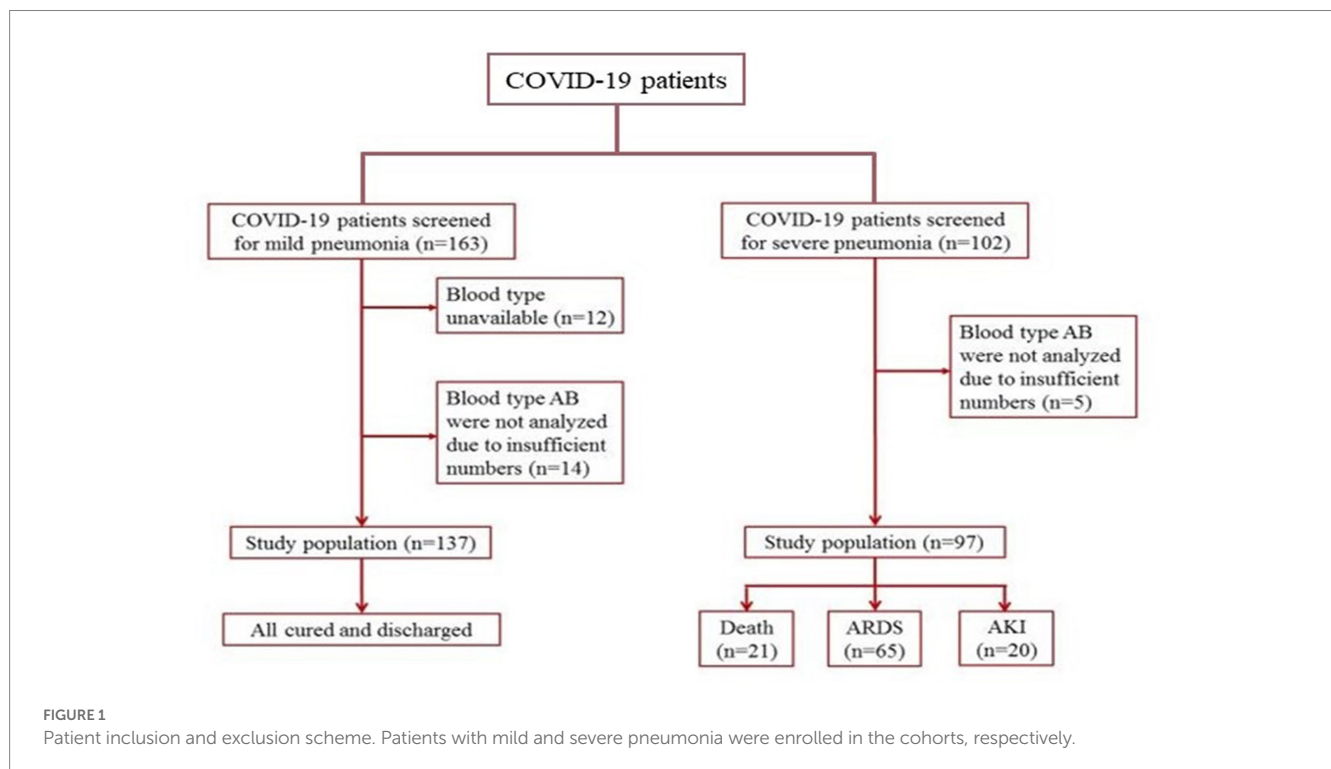 COVID-19 patients
COVID-19 patients screened
for mild pneumonia (n=163)
COVID-19 patients screened
for severe pneumonia (n=102)
Blood type
unavailable (n=12)
Blood type AB
were not analyzed
due to insufficient
numbers (n=5)
Blood type AB
were not analyzed
due to insufficient
numbers (n=14)
Study population (n=137)
Study population (n=97)
All cured and discharged
Death
(n=21)
ARDS
(n=65)
AKI
(n=20)
FIGURE 1
Patient inclusion and exclusion scheme. Patients with mild and severe pneumonia were enrolled in the cohorts, respectively.